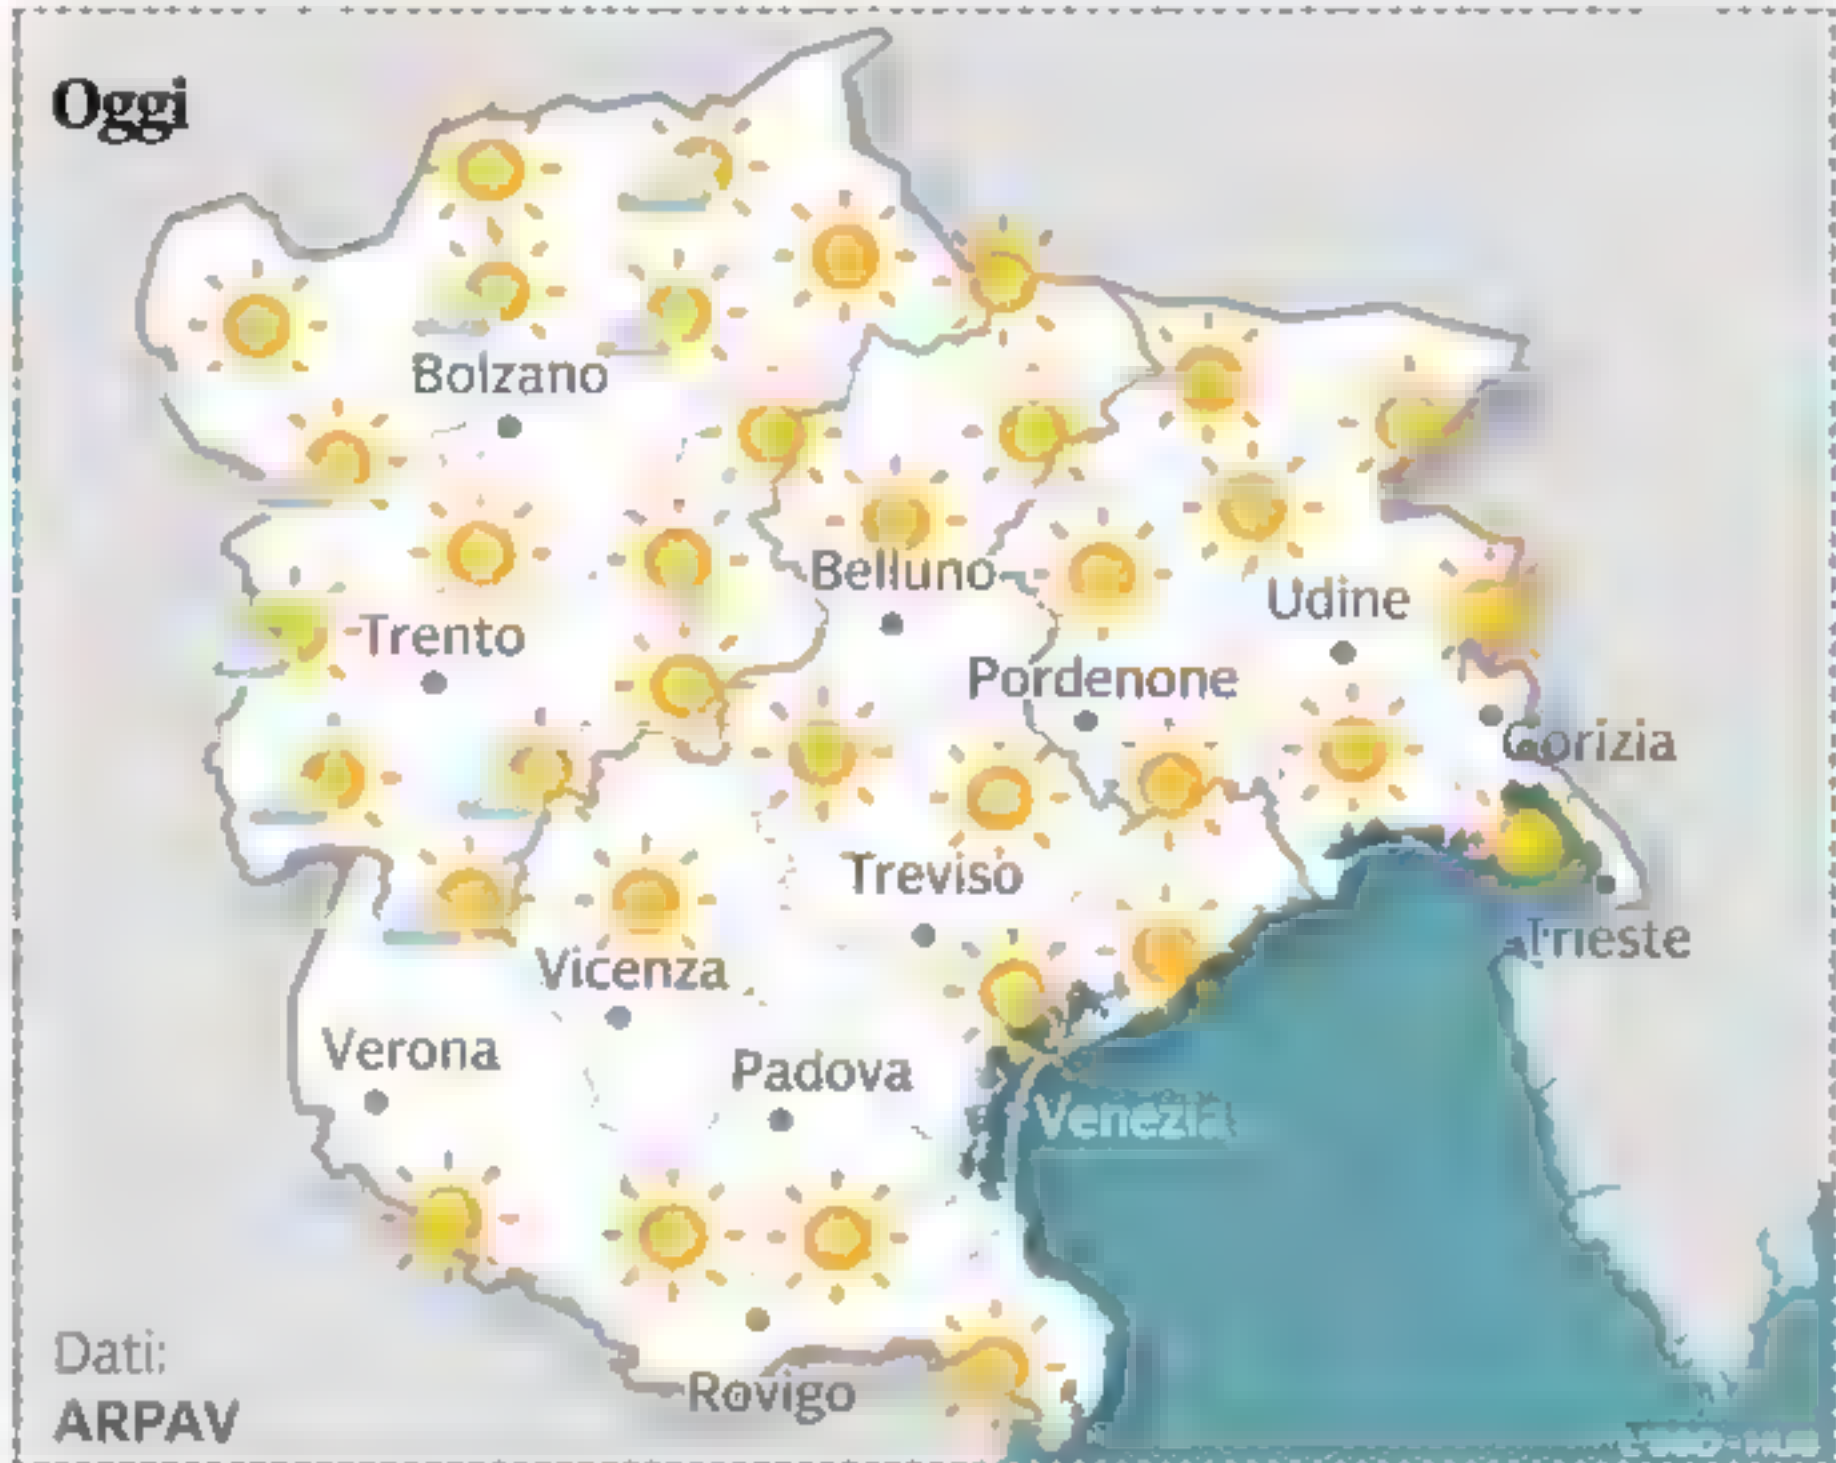 Oggi
Bolzano
Belluno
Udine
Trento
Pordenone
Gorizia
Treviso
Trieste
Vicenza
Verona
Padova
Venezia
Dati:
Rovigo
ARPAV